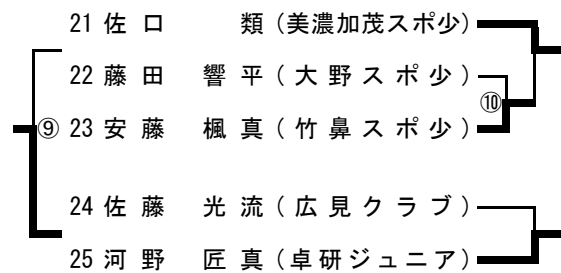 21 佐口 類 (美濃加茂スポ少)
22 藤田 響平 (大野スポ少)
⑩
⑨ 23 安藤 楓真 (竹鼻スポ少)
24 佐藤 光流 (広見クラブ)
25 河野 匠真 (卓研ジュニア)